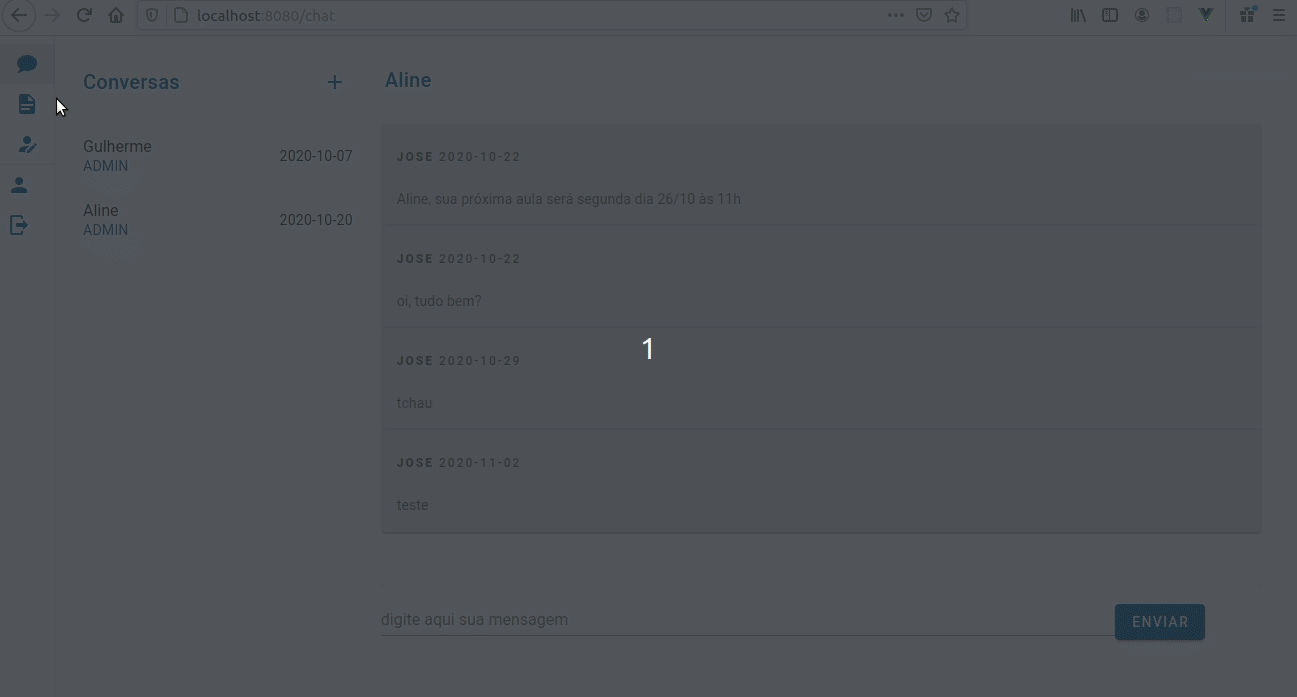 localhost:8080/chat
Conversas +
Gulherme
ADMIN
2020-10-07
Aline
ADMIN
2020-10-20
Aline
JOSE 2020-10-22
Aline, sua próxima aula será segunda dia 26/10 às 11h
JOSE 2020-10-22
oi, tudo bem?
JOSE 2020-10-29
tchau
JOSE 2020-11-02
teste
1
digite aqui sua mensagem
ENVIAR